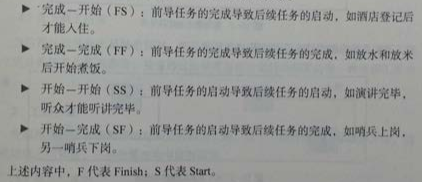 ▶ 完成—开始（FS）：前导任务的完成导致后续任务的启动，如酒店登记后
才能入住。
▶ 完成—完成（FF）：前导任务的完成导致后续任务的完成，如放水和放米
后开始煮饭。
▶ 开始—开始（SS）：前导任务的启动导致后续任务的启动，如演讲完毕，
听众才能听讲完毕。
▶ 开始—完成（SF）：前导任务的启动导致后续任务的完成，如哨兵上岗，
另一哨兵下岗。
上述内容中，F 代表 Finish；S 代表 Start。